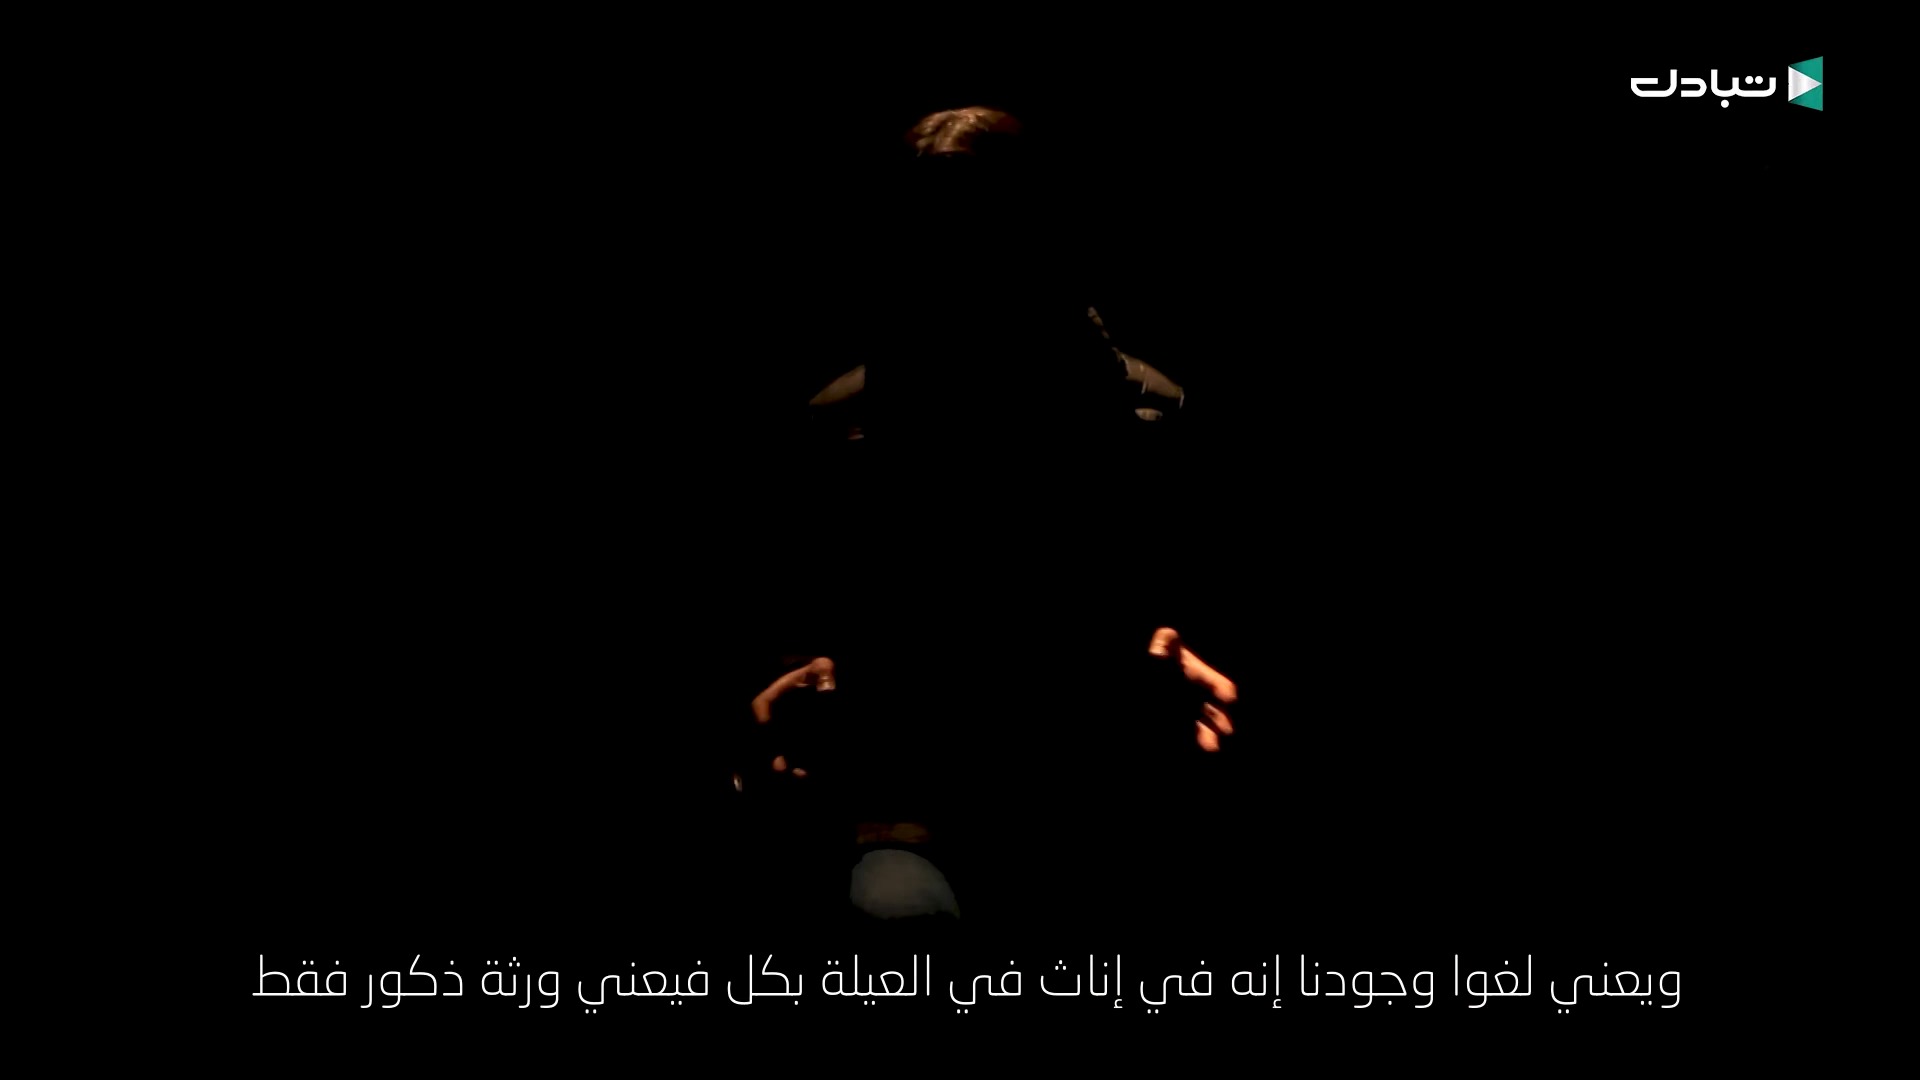 تبادل
ويعني لغوا وجودنا إنه في إناث في العيلة بكل فيعني ورثة ذكور فقط